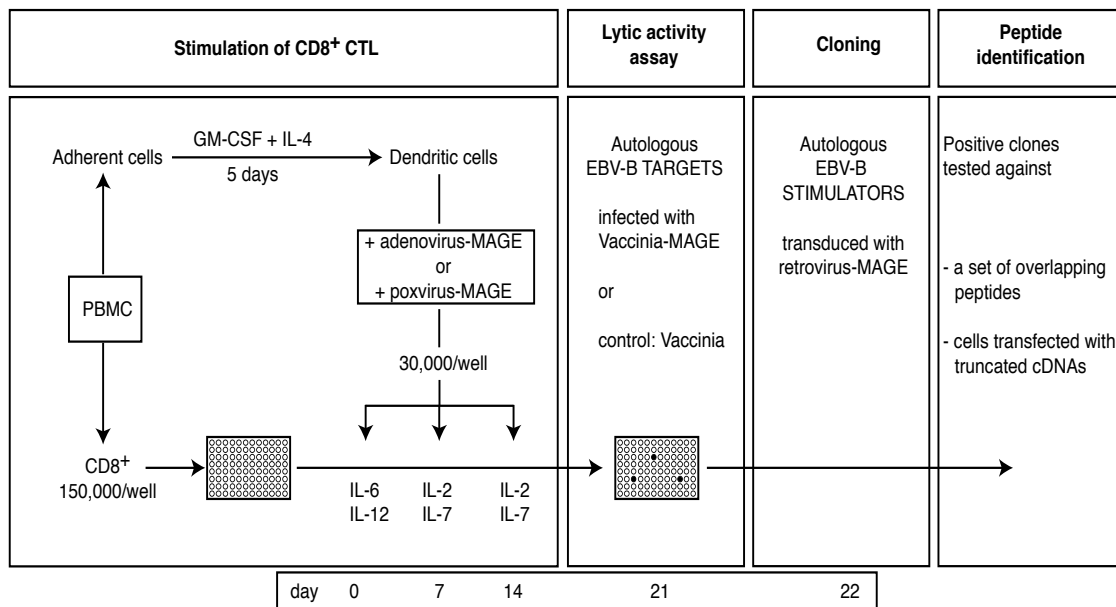 Stimulation of CD8+ CTL
Lytic activity
assay
Cloning
Peptide
identification
Adherent cells
GM-CSF + IL-4
5 days
Dendritic cells
+ adenovirus-MAGE
or
+ poxvirus-MAGE
PBMC
30,000/well
CD8+
150,000/well
IL-6
IL-12
IL-2
IL-7
IL-2
IL-7
Autologous
EBV-B TARGETS
infected with
Vaccinia-MAGE
or
control: Vaccinia
Autologous
EBV-B
STIMULATORS
transduced with
retrovirus-MAGE
Positive clones
tested against
- a set of overlapping
peptides
- cells transfected with
truncated cDNAs
day 0 7 14 21 22